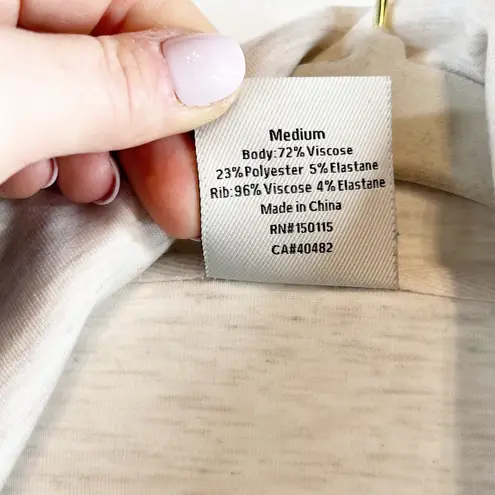 Medium
Body:72% Viscose
23% Polyester 5% Elastane
Rib:96% Viscose 4% Elastane
Made in China
RN#150115
CA#40482